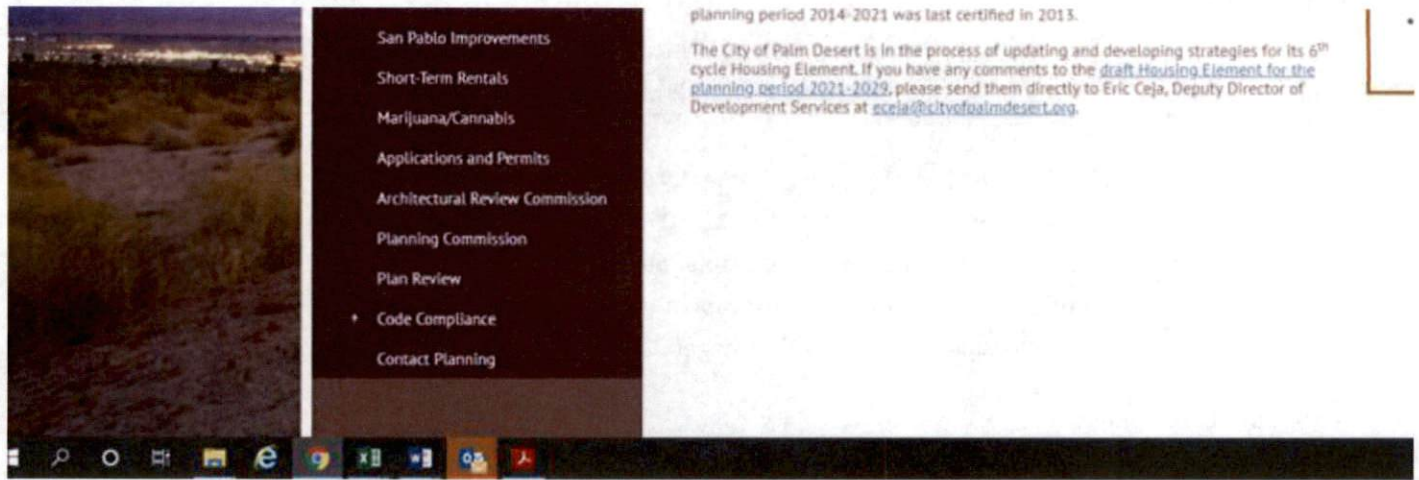 San Pablo Improvements
Short-Term Rentals
Marijuana/Cannabis
Applications and Permits
Architectural Review Commission
Planning Commission
Plan Review
Code Compliance
Contact Planning
planning period 2014-2021 was last certified in 2013.
The City of Palm Desert is in the process of updating and developing strategies for its 6th
cycle Housing Element. If you have any comments to the draft Housing Element for the
planning period 2021-2029, please send them directly to Eric Ceja, Deputy Director of
Development Services at eceja@cityofpalmdesert.org.